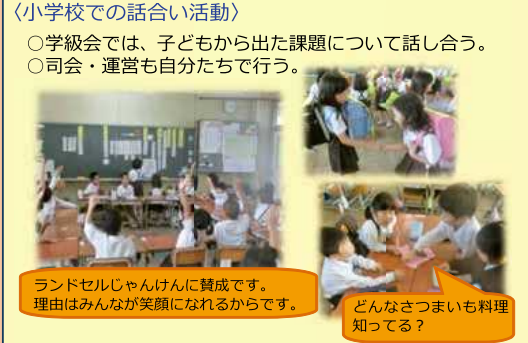 〈小学校での話合い活動〉
○学級会では、子どもから出た課題について話し合う。
○司会・運営も自分たちで行う。
ランドセルじゃんけんに賛成です。
理由はみんなが笑顔になれるからです。
どんなさつまいも料理
知ってる？